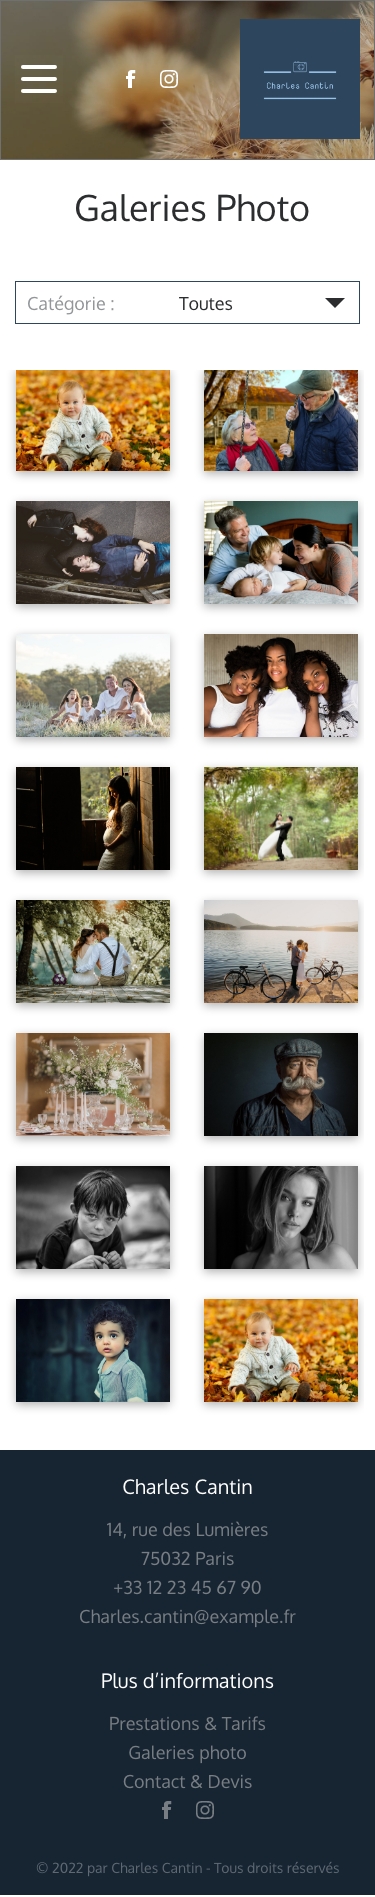 Charles Cantin
Galeries Photo
Catégorie : Toutes
Charles Cantin
14, rue des Lumières
75032 Paris
+33 12 23 45 67 90
Charles.cantin@example.fr
Plus d’informations
Prestations & Tarifs
Galeries photo
Contact & Devis
© 2022 par Charles Cantin - Tous droits réservés